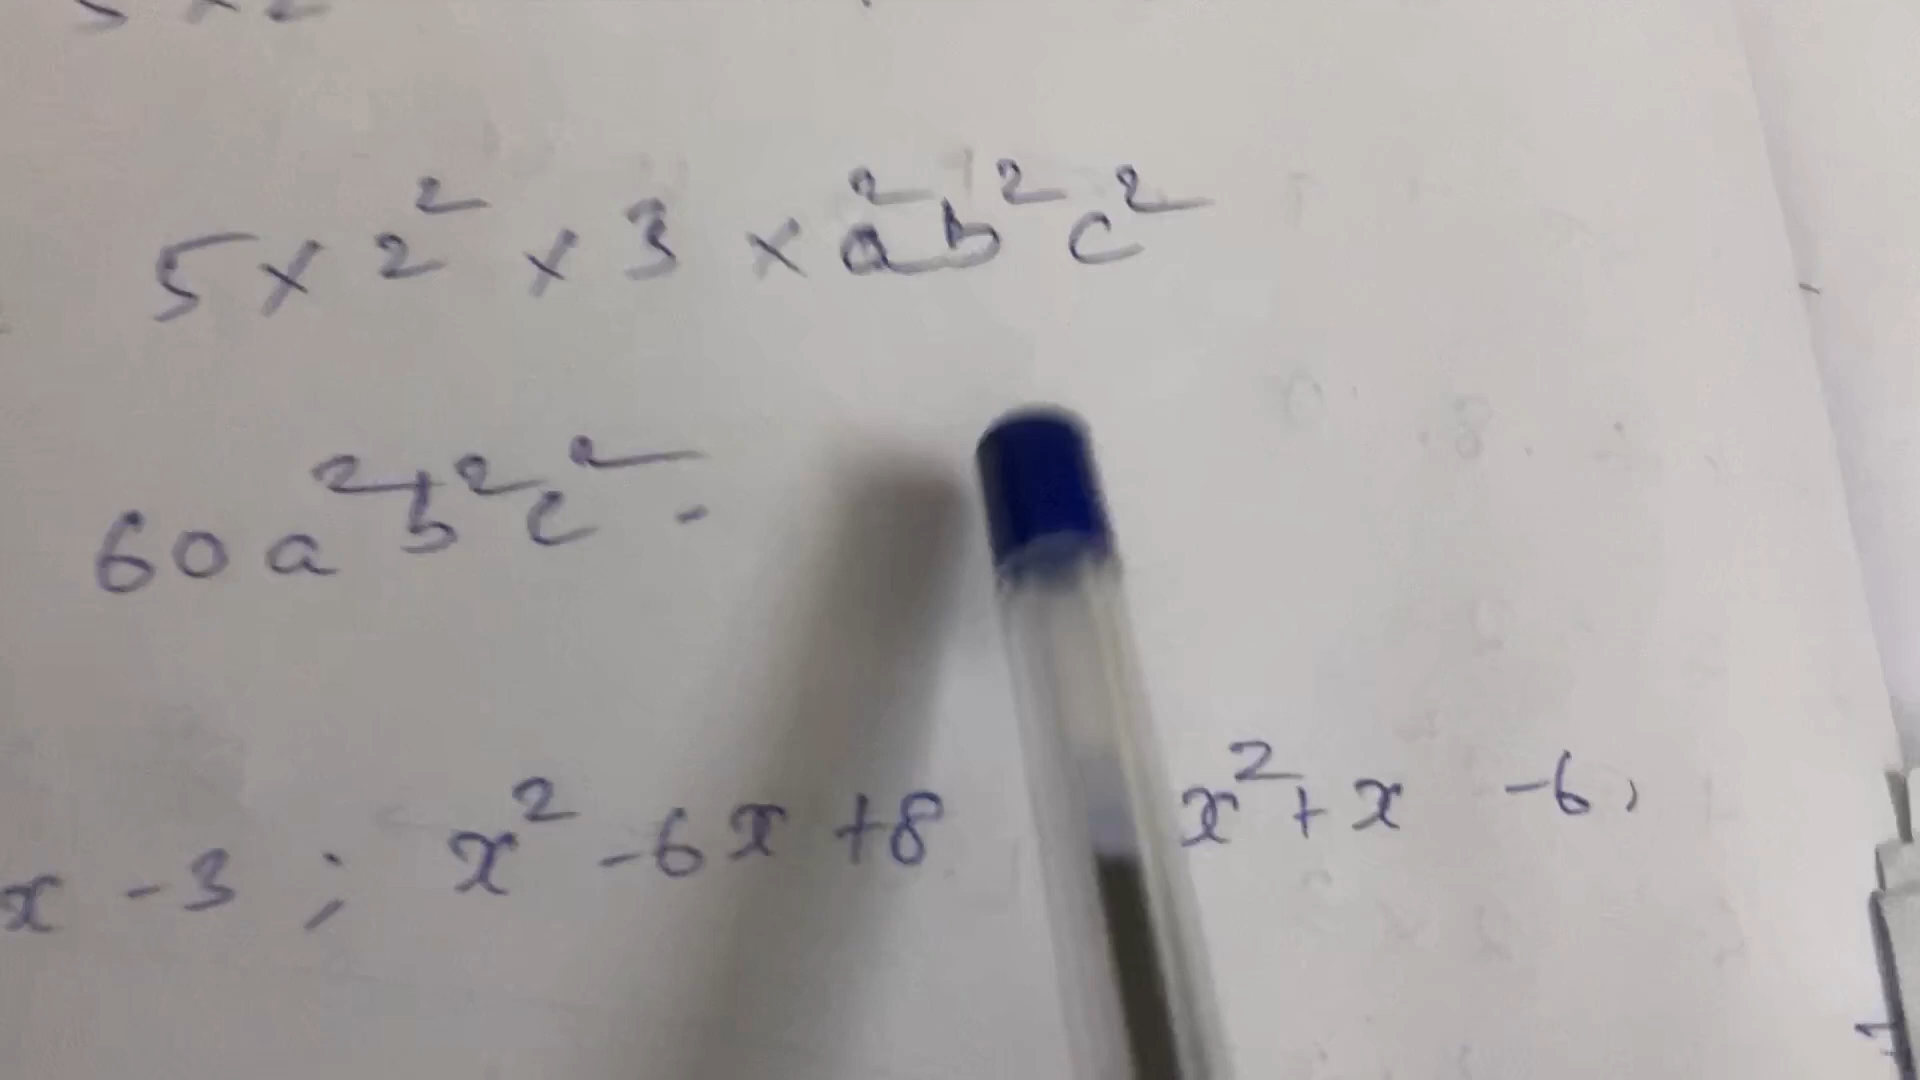 5 × 2² × 3 × a²b²c²
60a²b²c² .
x - 3 ; x² - 6x + 8 x² + x - 6,